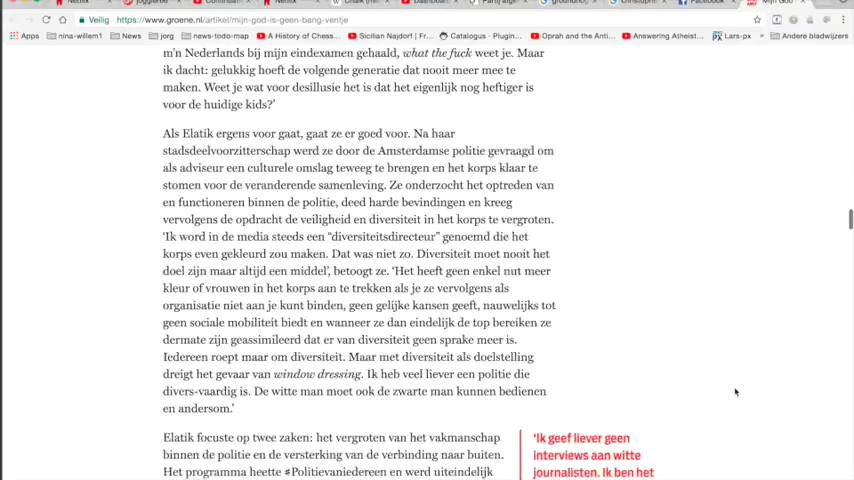 Netflix
Dashboard
Facebook
Mijn God
Veilig https://www.groene.nl/artikel/mijn-god-is-geen-bang-ventje
Apps nina-willem1 News jorg news-todo-map A History of Chess... Sicilian Najdorf Ch... Catalogus - Plugin... Oprah and the Anti... Answering Atheist... Lars-px » Andere bladwijzers
m'n Nederlands bij mijn eindexamen gehaald, what the fuck weet je. Maar
ik dacht: gelukkig hoeft de volgende generatie dat nooit meer mee te
maken. Weet je wat voor desillusie het is dat het eigenlijk nog heftiger is
voor de huidige kids?'
Als Elatik ergens voor gaat, gaat ze er goed voor. Na haar
stadsdeelvoorzitterschap werd ze door de Amsterdamse politie gevraagd om
als adviseur een culturele omslag teweeg te brengen en het korps klaar te
stomen voor de veranderende samenleving. Ze onderzocht het optreden van
en functioneren binnen de politie, deed harde bevindingen en kreeg
vervolgens de opdracht de veiligheid en diversiteit in het korps te vergroten.
'Ik word in de media steeds een “diversiteitsdirecteur” genoemd die het
korps even gekleurd zou maken. Dat was niet zo. Diversiteit moet nooit het
doel zijn maar altijd een middel', betoogt ze. 'Het heeft geen enkel nut meer
kleur of vrouwen in het korps aan te trekken als je ze vervolgens als
organisatie niet aan je kunt binden, geen gelijke kansen geeft, nauwelijks tot
geen sociale mobiliteit biedt en wanneer ze dan eindelijk de top bereiken ze
dermate zijn geassimileerd dat er van diversiteit geen sprake meer is.
Iedereen roept maar om diversiteit. Maar met diversiteit als doelstelling
dreigt het gevaar van window dressing. Ik heb veel liever een politie die
divers-vaardig is. De witte man moet ook de zwarte man kunnen bedienen
en andersom.'
Elatik focuste op twee zaken: het vergroten van het vakmanschap
binnen de politie en de versterking van de verbinding naar buiten.
Het programma heette #Politievaniedereen en werd uiteindelijk
'Ik geef liever geen
interviews aan witte
journalisten. Ik ben het